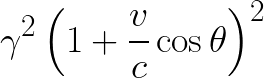 γ² (1 + v/c cos θ)²